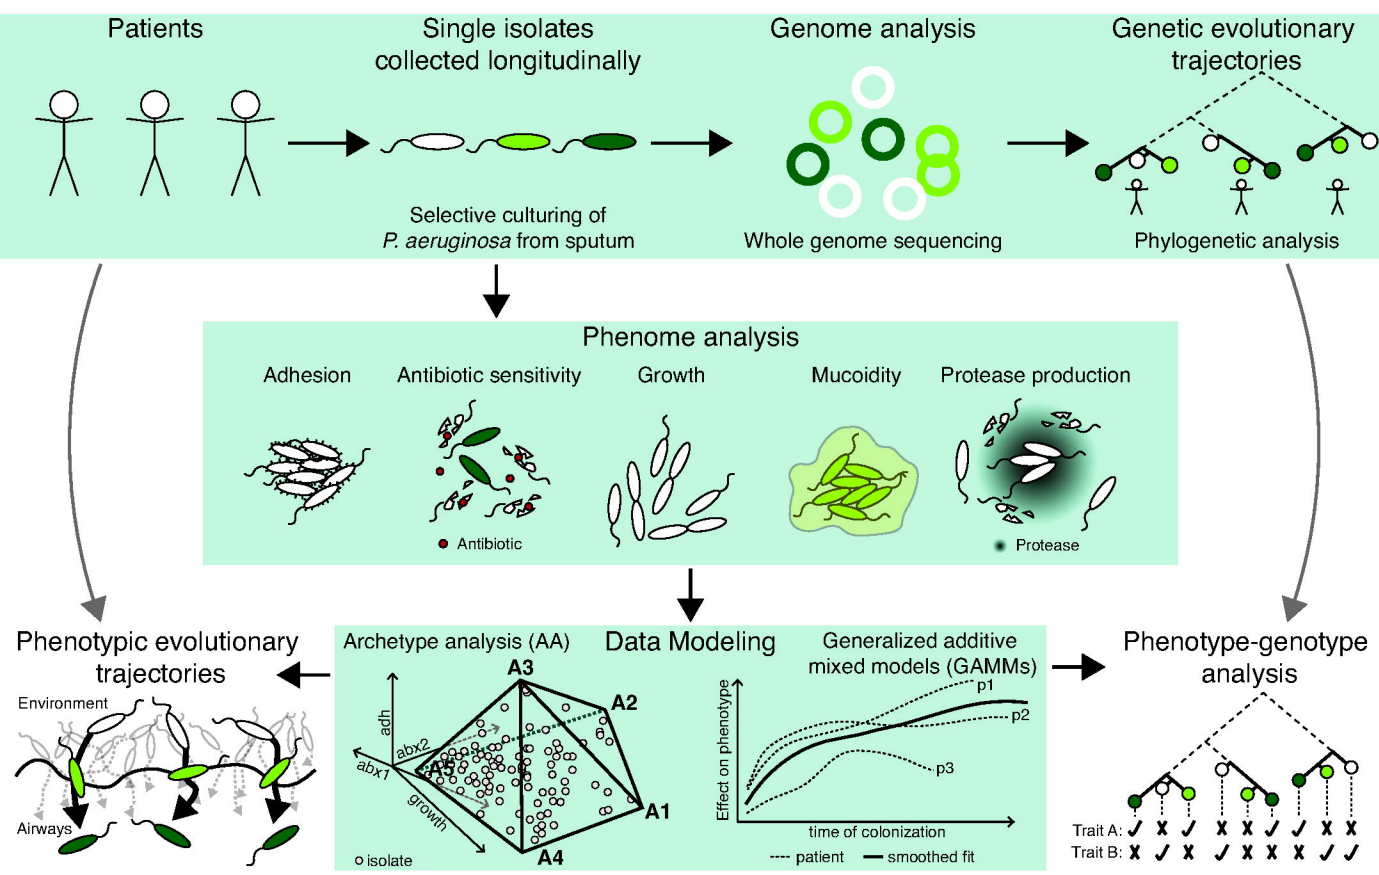 Patients
Single isolates
collected longitudinally
Genome analysis
Genetic evolutionary
trajectories
Selective culturing of
P. aeruginosa from sputum
Whole genome sequencing
Phylogenetic analysis
Phenome analysis
Adhesion
Antibiotic sensitivity
Growth
Mucoidity
Protease production
Antibiotic
Protease
Phenotypic evolutionary
trajectories
Environment
Airways
Data Modeling
Archetype analysis (AA)
A3
A2
A5
A1
A4
adh
abx2
abx1
growth
isolate
Generalized additive
mixed models (GAMMs)
Effect on phenotype
p1
p2
p3
time of colonization
patient
smoothed fit
Phenotype-genotype
analysis
Trait A: ✓ x ✓ x x ✓ ✓ x x
Trait B: x ✓ x ✓ x x x ✓ ✓